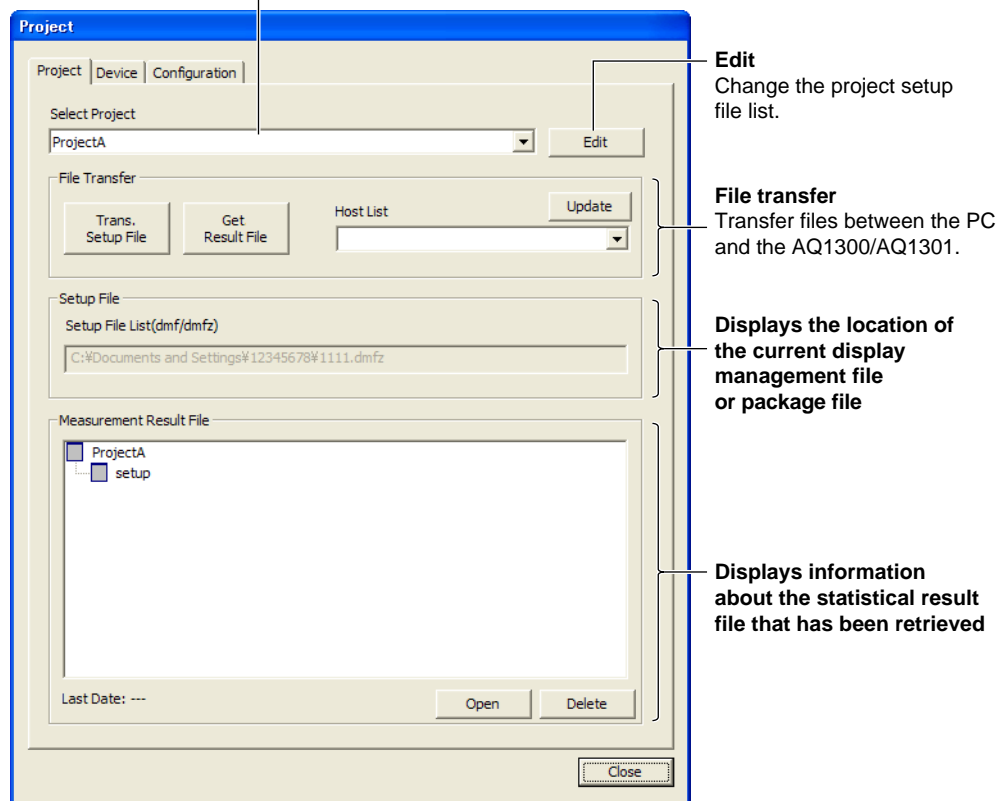 Project
Project Device Configuration
Select Project
ProjectA
Edit
File Transfer
Trans.
Setup File
Get
Result File
Host List
Update
Setup File
Setup File List(dmf/dmfz)
C:¥Documents and Settings¥12345678¥1111.dmfz
Measurement Result File
ProjectA
setup
Last Date: ---
Open
Delete
Close
Edit
Change the project setup
file list.
File transfer
Transfer files between the PC
and the AQ1300/AQ1301.
Displays the location of
the current display
management file
or package file
Displays information
about the statistical result
file that has been retrieved